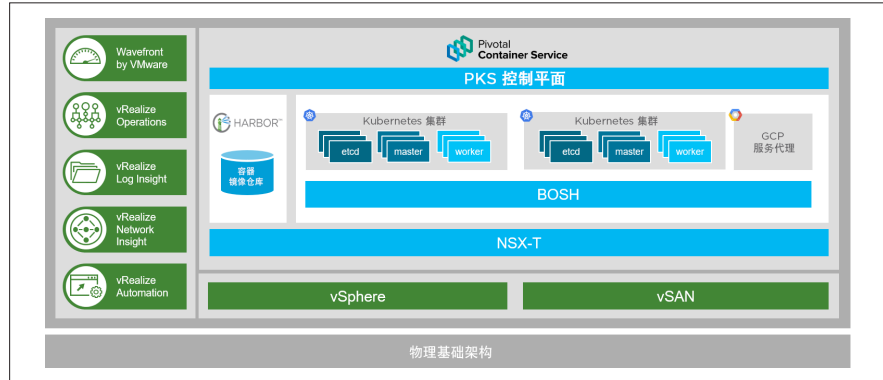 Wavefront
by VMware
vRealize
Operations
vRealize
Log Insight
vRealize
Network
Insight
vRealize
Automation
Pivotal
Container Service
PKS 控制平面
HARBOR™
容器
镜像仓库
Kubernetes 集群
etcd
master
worker
Kubernetes 集群
etcd
master
worker
GCP
服务代理
BOSH
NSX-T
vSphere
vSAN
物理基础架构